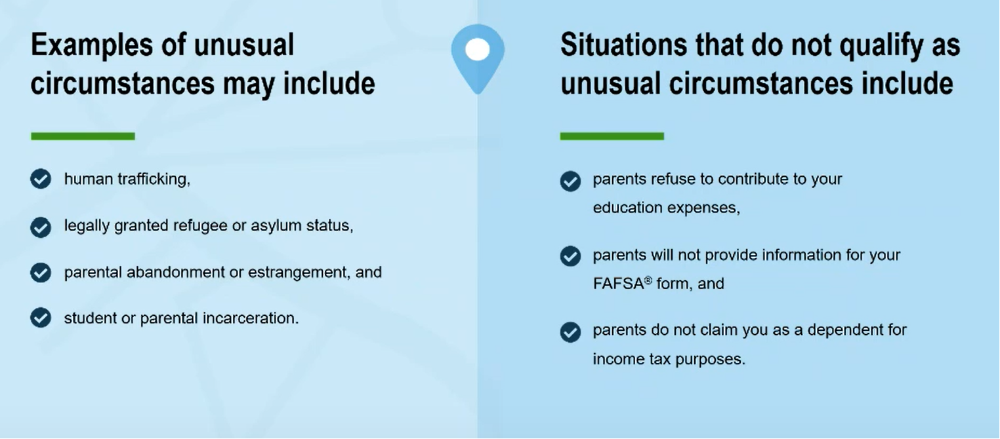 Examples of unusual
circumstances may include
human trafficking,
legally granted refugee or asylum status,
parental abandonment or estrangement, and
student or parental incarceration.
Situations that do not qualify as
unusual circumstances include
parents refuse to contribute to your
education expenses,
parents will not provide information for your
FAFSA® form, and
parents do not claim you as a dependent for
income tax purposes.